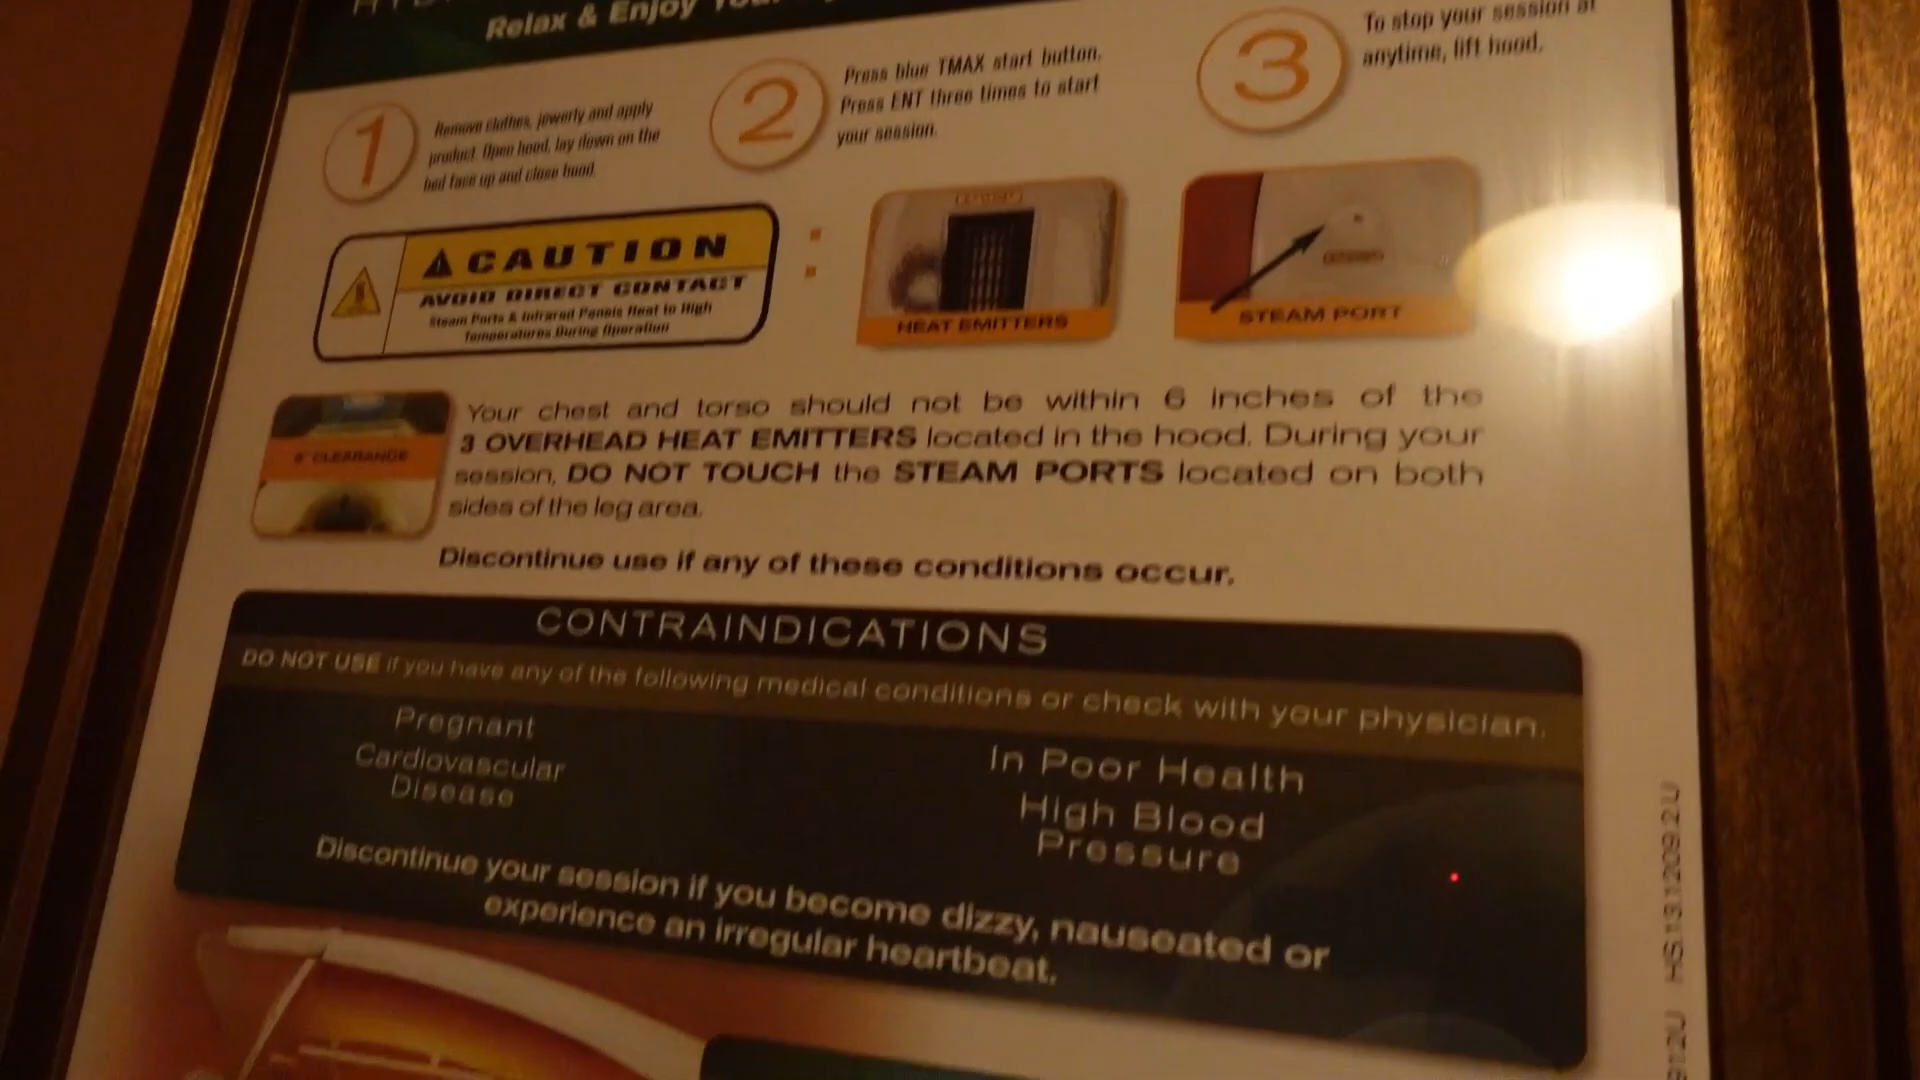 Relax & Enjoy Your
1
Remove clothes, jewerly and apply
product. Open hood, lay down on the
bed face up and close hood.
2
Press blue TMAX start button.
Press ENT three times to start
your session.
3
To stop your session at
anytime, lift hood.
CAUTION
AVOID DIRECT CONTACT
Steam Ports & Infrared Panels Heat to High
Temperatures During Operation
HEAT EMITTERS
STEAM PORT
6" CLEARANCE
Your chest and torso should not be within 6 inches of the
3 OVERHEAD HEAT EMITTERS located in the hood. During your
session, DO NOT TOUCH the STEAM PORTS located on both
sides of the leg area.
Discontinue use if any of these conditions occur.
CONTRAINDICATIONS
DO NOT USE if you have any of the following medical conditions or check with your physician.
Pregnant
Cardiovascular
Disease
In Poor Health
High Blood
Pressure
Discontinue your session if you become dizzy, nauseated or
experience an irregular heartbeat.
HS.13.1209.2.U